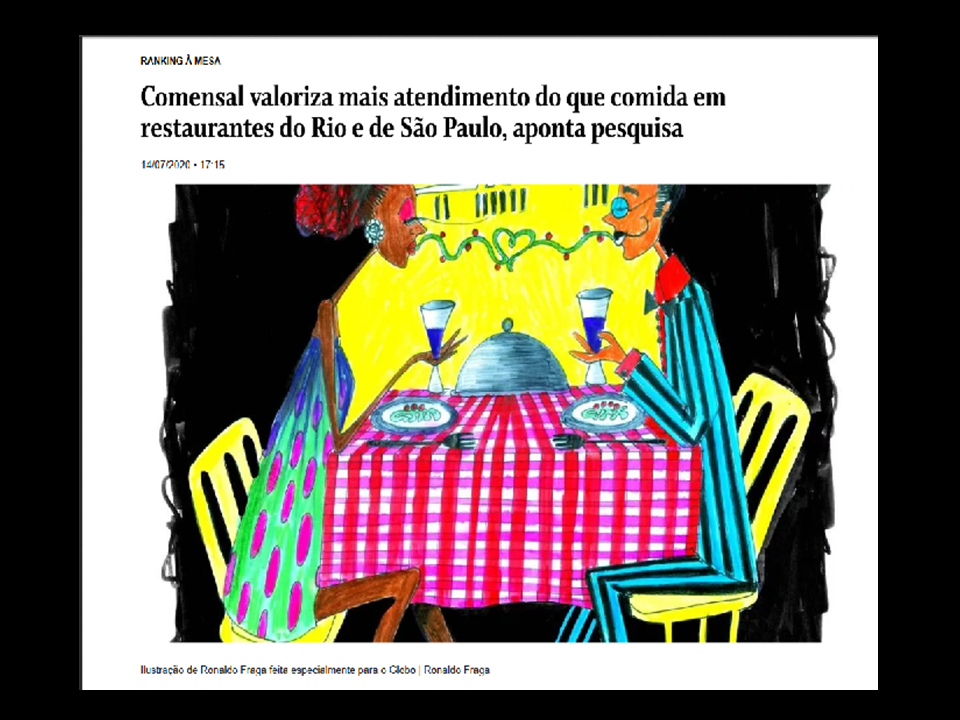 RANKING À MESA
Comensal valoriza mais atendimento do que comida em
restaurantes do Rio e de São Paulo, aponta pesquisa
14/07/2020 • 17:15
Ilustração de Ronaldo Fraga feita especialmente para o Globo | Ronaldo Fraga